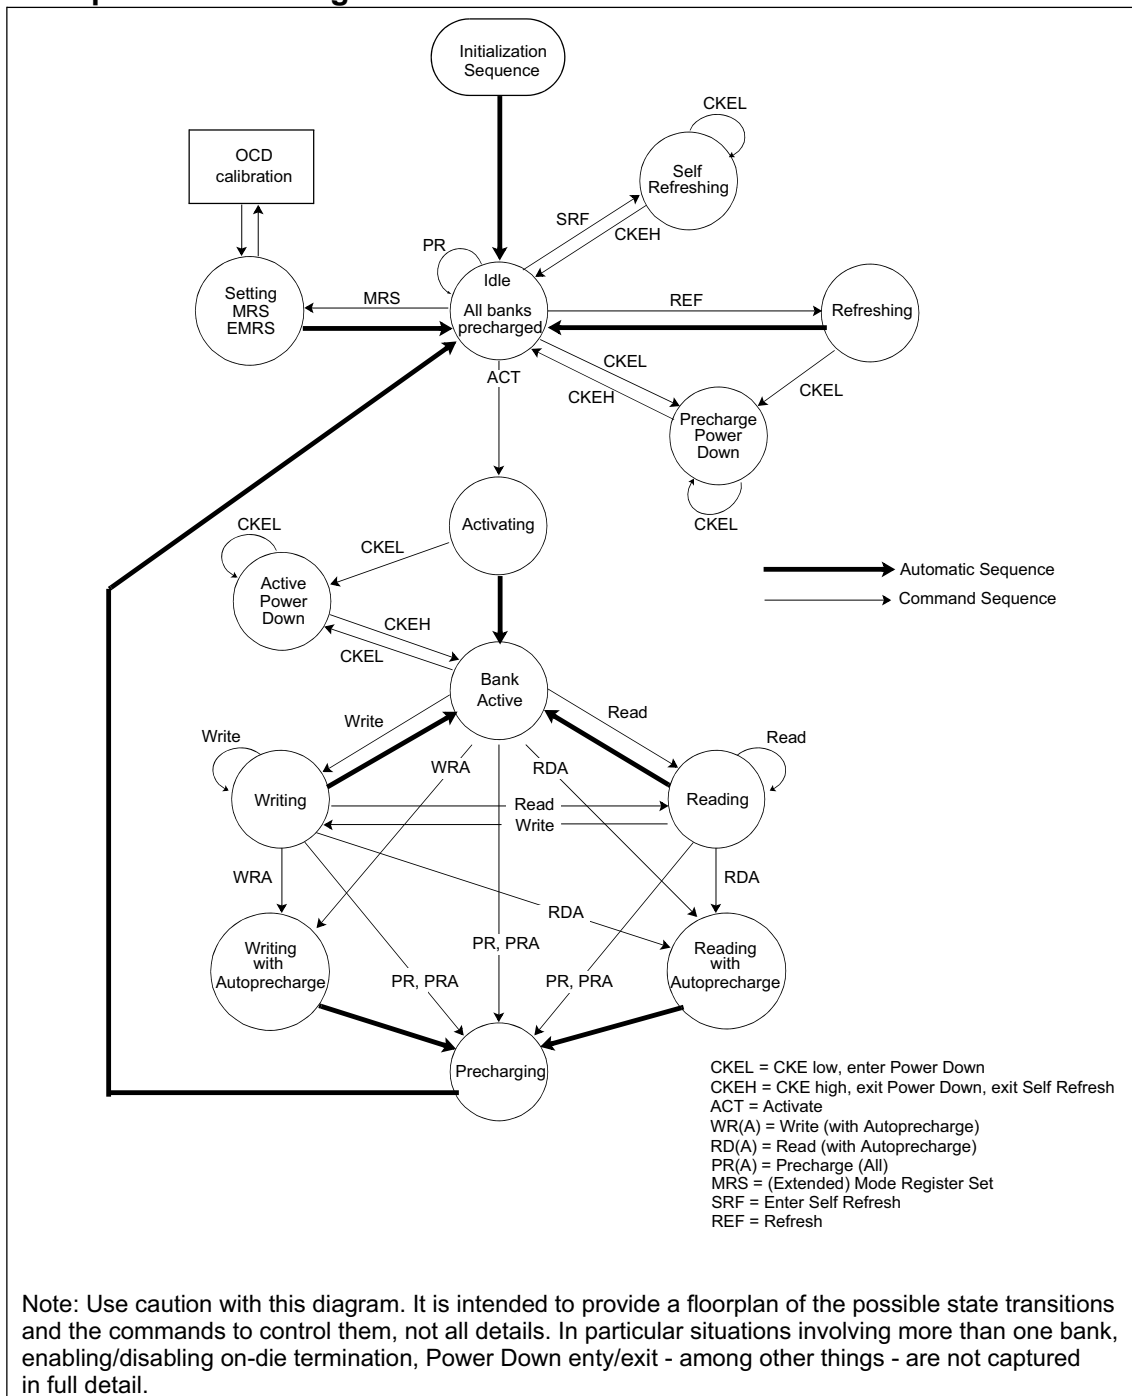 Initialization
Sequence
CKEL
OCD
calibration
Self
Refreshing
SRF
CKEH
PR
Idle
All banks
precharged
Setting
MRS
EMRS
MRS
REF
Refreshing
CKEL
CKEH
CKEL
ACT
Precharge
Power
Down
CKEL
Activating
CKEL
CKEL
Active
Power
Down
Automatic Sequence
Command Sequence
CKEH
CKEL
Bank
Active
Write
Read
Write
Read
WRA
RDA
Writing
Reading
Read
Write
WRA
RDA
RDA
Writing
with
Autoprecharge
PR, PRA
Reading
with
Autoprecharge
PR, PRA
PR, PRA
Precharging
CKEL = CKE low, enter Power Down
CKEH = CKE high, exit Power Down, exit Self Refresh
ACT = Activate
WR(A) = Write (with Autoprecharge)
RD(A) = Read (with Autoprecharge)
PR(A) = Precharge (All)
MRS = (Extended) Mode Register Set
SRF = Enter Self Refresh
REF = Refresh
Note: Use caution with this diagram. It is intended to provide a floorplan of the possible state transitions
and the commands to control them, not all details. In particular situations involving more than one bank,
enabling/disabling on-die termination, Power Down enty/exit - among other things - are not captured
in full detail.